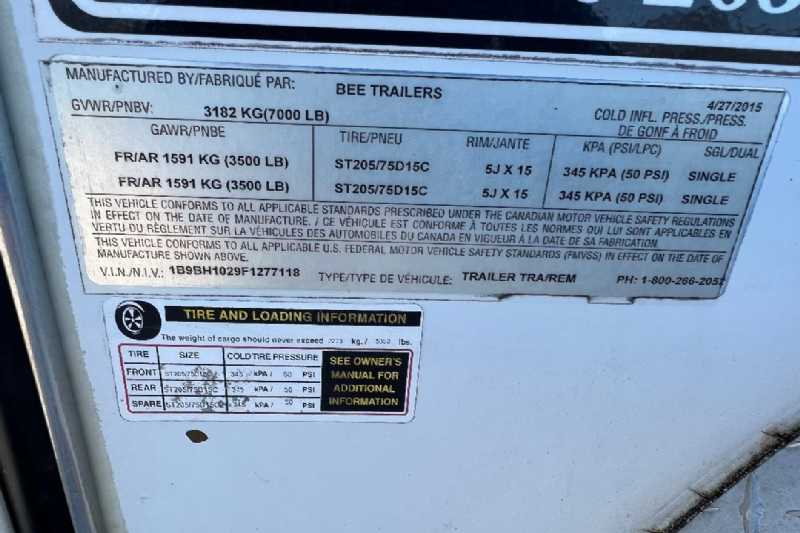 MANUFACTURED BY/FABRIQUÉ PAR: BEE TRAILERS 4/27/2015
GVWR/PNBV: 3182 KG(7000 LB) COLD INFL. PRESS/PRESS.
DE GONF À FROID
GAWR/PNBE TIRE/PNEU RIM/JANTE KPA (PSI/LPC) SGL/DUAL
FR/AR 1591 KG (3500 LB) ST205/75D15C 5J X 15 345 KPA (50 PSI) SINGLE
FR/AR 1591 KG (3500 LB) ST205/75D15C 5J X 15 345 KPA (50 PSI) SINGLE
THIS VEHICLE CONFORMS TO ALL APPLICABLE STANDARDS PRESCRIBED UNDER THE CANADIAN MOTOR VEHICLE SAFETY REGULATIONS
IN EFFECT ON THE DATE OF MANUFACTURE. / CE VÉHICULE EST CONFORME À TOUTES LES NORMES QUI LUI SONT APPLICABLES EN
VERTU DU RÈGLEMENT SUR LA SÉCURITÉ DES VÉHICULES AUTOMOBILES DU CANADA EN VIGUEUR À LA DATE DE SA FABRICATION.
THIS VEHICLE CONFORMS TO ALL APPLICABLE U.S. FEDERAL MOTOR VEHICLE SAFETY STANDARDS (FMVSS) IN EFFECT ON THE DATE OF
MANUFACTURE SHOWN ABOVE.
V.I.N./N.I.V.: 1B9BH1029F1277118 TYPE/TYPE DE VÉHICULE: TRAILER TRA/REM PH: 1-800-266-2057
TIRE AND LOADING INFORMATION
The weight of cargo should never exceed kg./ lbs.
TIRE SIZE COLD TIRE PRESSURE
FRONT ST205/75D15C 345 KPA / 50 PSI
REAR ST205/75D15C KPA / 50 PSI
SPARE ST205/75D15C KPA / 50 PSI
SEE OWNER'S
MANUAL FOR
ADDITIONAL
INFORMATION